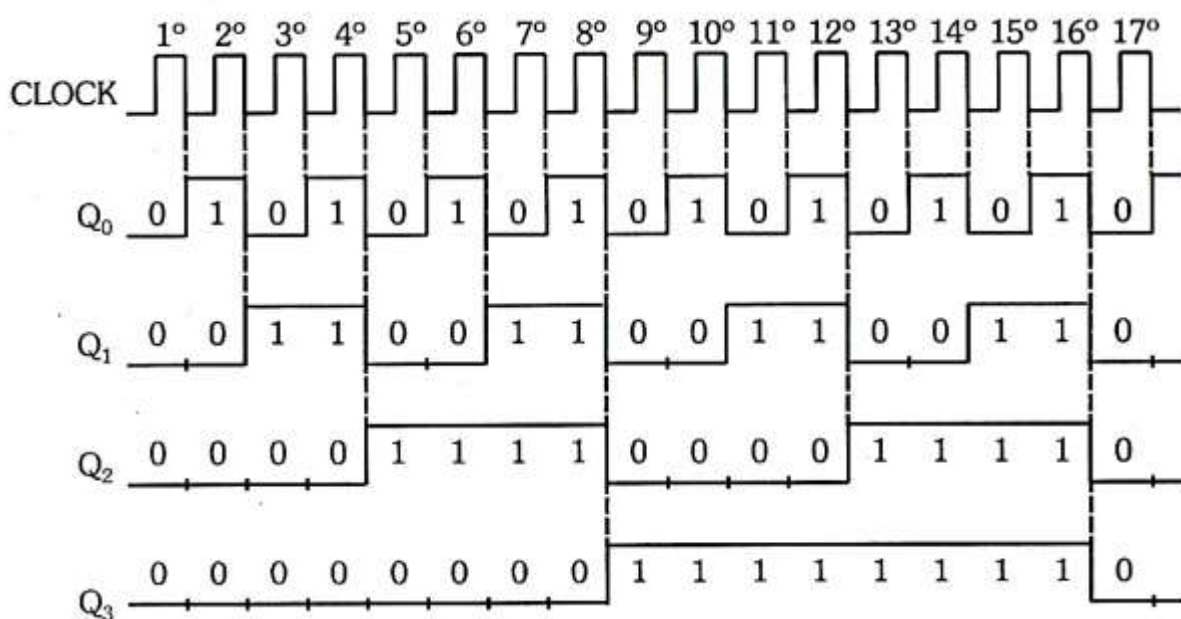 1º 2º 3º 4º 5º 6º 7º 8º 9º 10º 11º 12º 13º 14º 15º 16º 17º
CLOCK
Q0 0 1 0 1 0 1 0 1 0 1 0 1 0 1 0 1 0
Q1 0 0 1 1 0 0 1 1 0 0 1 1 0 0 1 1 0
Q2 0 0 0 0 1 1 1 1 0 0 0 0 1 1 1 1 0
Q3 0 0 0 0 0 0 0 0 1 1 1 1 1 1 1 1 0